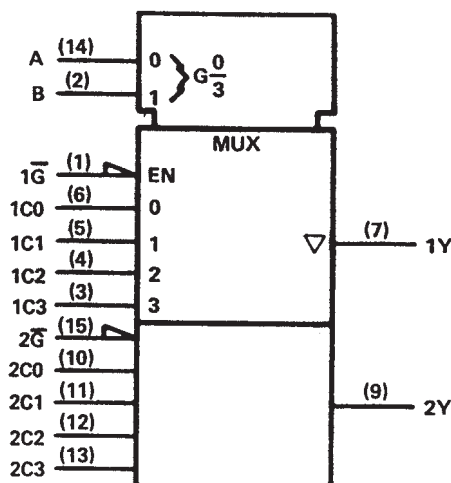 A (14) 0
B (2) 1
G 0/3
MUX
1G̅ (1) EN
1C0 (6) 0
1C1 (5) 1
1C2 (4) 2
1C3 (3) 3
(7) 1Y
2G̅ (15)
2C0 (10)
2C1 (11)
2C2 (12)
2C3 (13)
(9) 2Y